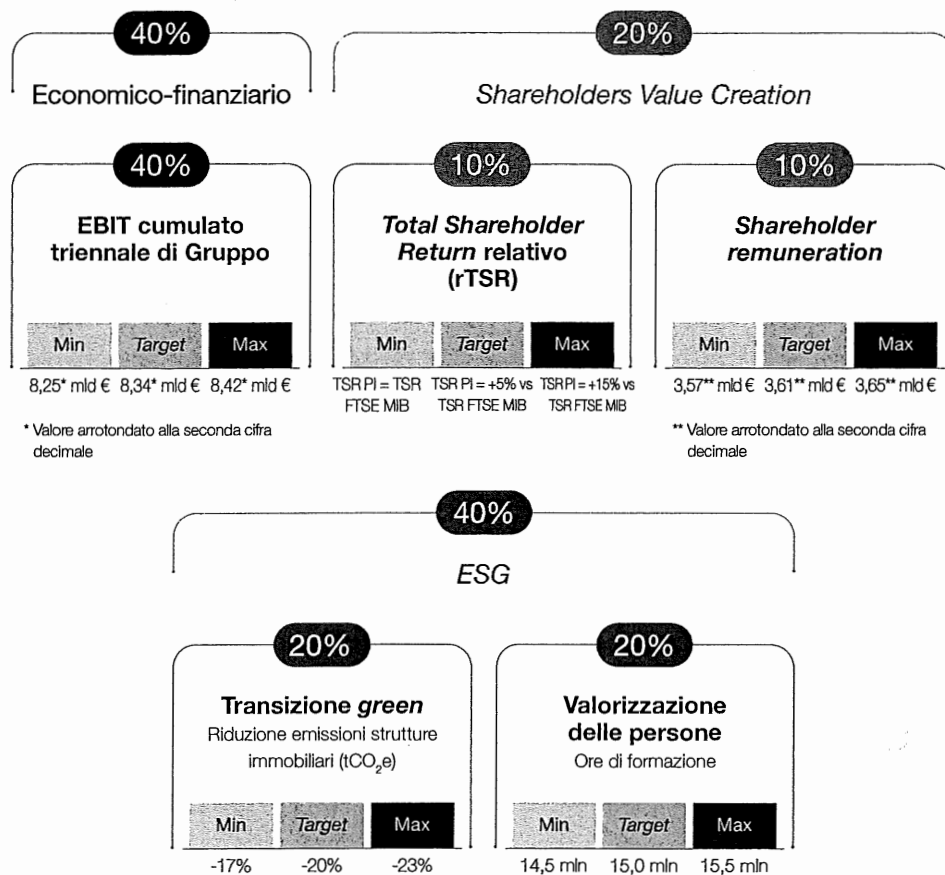 40%
Economico-finanziario
20%
Shareholders Value Creation
40%
EBIT cumulato
triennale di Gruppo
Min
Target
Max
8,25* mld €
8,34* mld €
8,42* mld €
* Valore arrotondato alla seconda cifra
decimale
10%
Total Shareholder
Return relativo
(rTSR)
Min
Target
Max
TSR PI = TSR
FTSE MIB
TSR PI = +5% vs
TSR FTSE MIB
TSR PI = +15% vs
TSR FTSE MIB
10%
Shareholder
remuneration
Min
Target
Max
3,57** mld €
3,61** mld €
3,65** mld €
** Valore arrotondato alla seconda cifra
decimale
40%
ESG
20%
Transizione green
Riduzione emissioni strutture
immobiliari (tCO₂e)
Min
Target
Max
-17%
-20%
-23%
20%
Valorizzazione
delle persone
Ore di formazione
Min
Target
Max
14,5 mln
15,0 mln
15,5 mln